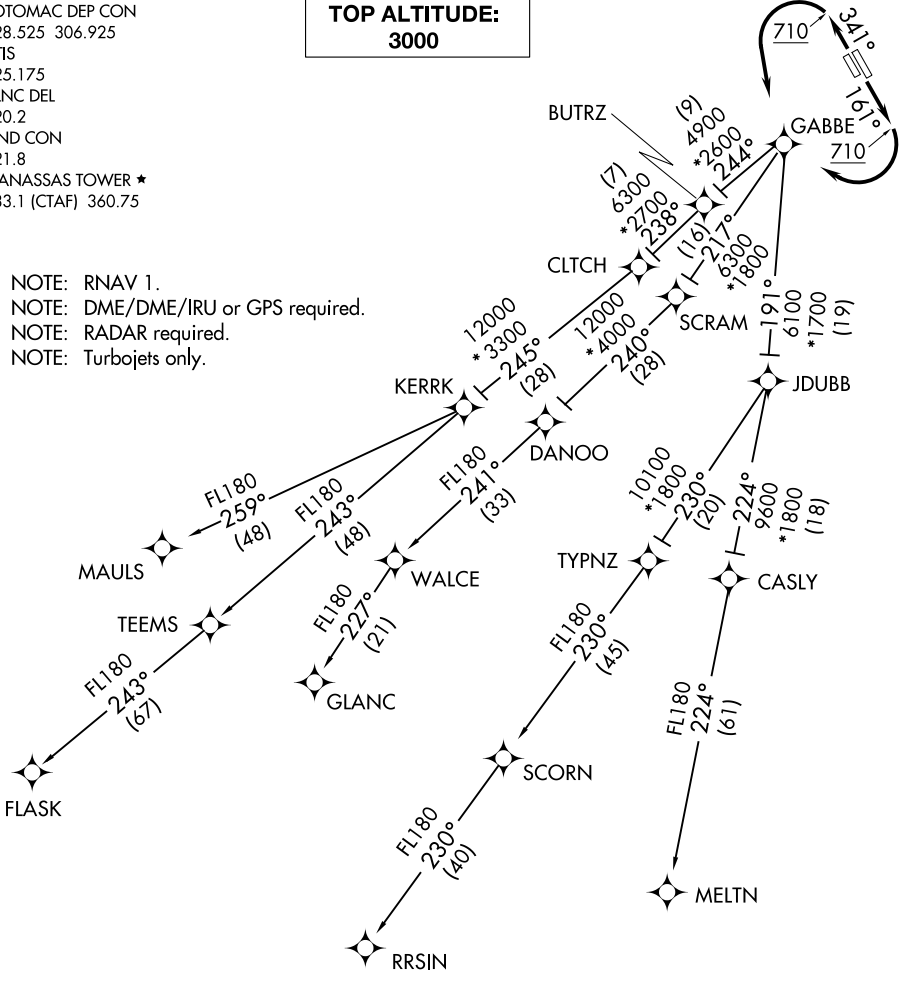 OTOMAC DEP CON
28.525 306.925
TIS
25.175
NC DEL
20.2
ND CON
21.8
ANASSAS TOWER ★
33.1 (CTAF) 360.75
TOP ALTITUDE:
3000
NOTE: RNAV 1.
NOTE: DME/DME/IRU or GPS required.
NOTE: RADAR required.
NOTE: Turbojets only.
710
341°
161°
710
GABBE
BUTRZ
(9)
4900
*2600
244°
(7)
6300
*2700
238°
CLTCH
(16)
217°
6300
*1800
SCRAM
191°
6100
*1700
(19)
JDUBB
12000
*3300
245°
(28)
KERRK
12000
*4000
240°
(28)
DANOO
FL180
259°
(48)
MAULS
FL180
243°
(48)
TEEMS
FL180
241°
(33)
WALCE
FL180
227°
(21)
GLANC
FL180
243°
(67)
FLASK
10100
*1800
230°
(20)
TYPNZ
224°
9600
*1800
(18)
CASLY
FL180
230°
(45)
SCORN
FL180
224°
(61)
MELTN
FL180
230°
(40)
RRSIN